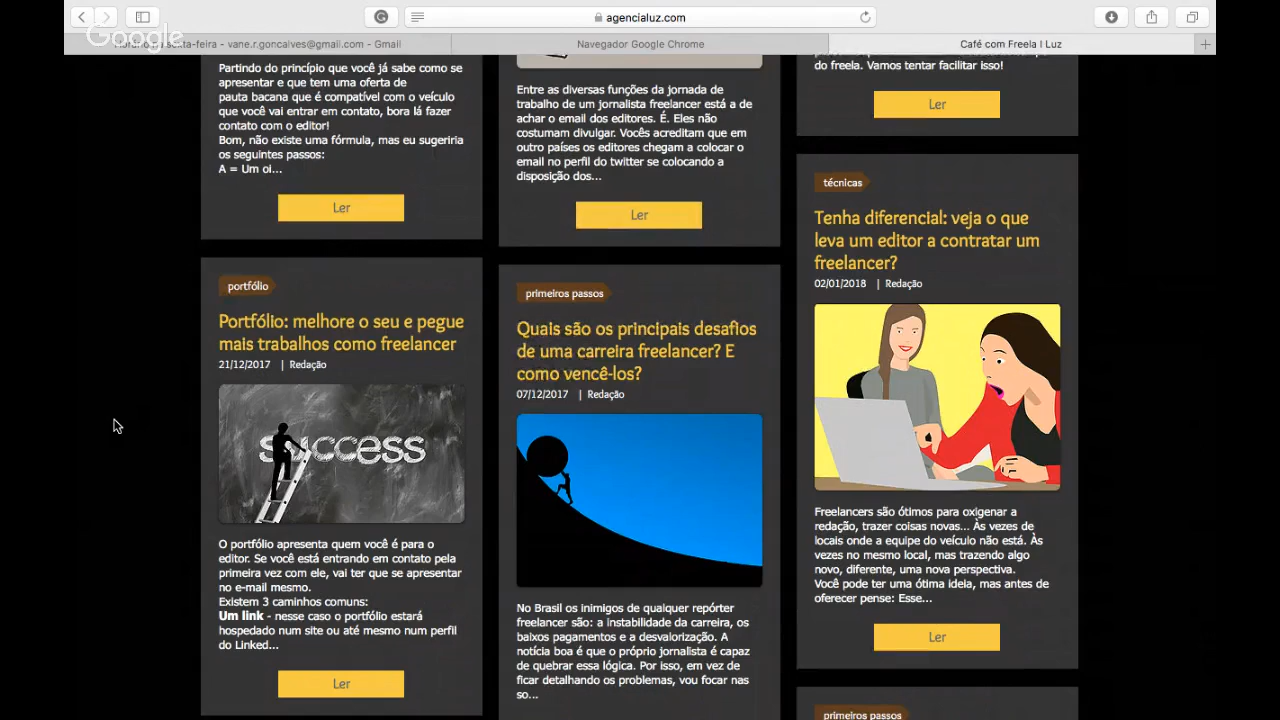 Google
agencialuz.com
sexta-feira - vane.r.goncalves@gmail.com - Gmail
Navegador Google Chrome
Café com Freela | Luz
Partindo do princípio que você já sabe como se
apresentar e que tem uma oferta de
pauta bacana que é compatível com o veículo
que você vai entrar em contato, bora lá fazer
contato com o editor!
Bom, não existe uma fórmula, mas eu sugeriria
os seguintes passos:
A = Um oi...
Ler
portfólio
Portfólio: melhore o seu e pegue
mais trabalhos como freelancer
21/12/2017 | Redação
success
O portfólio apresenta quem você é para o
editor. Se você está entrando em contato pela
primeira vez com ele, vai ter que se apresentar
no e-mail mesmo.
Existem 3 caminhos comuns:
Um link - nesse caso o portfólio estará
hospedado num site ou até mesmo num perfil
do Linked...
Ler
Entre as diversas funções da jornada de
trabalho de um jornalista freelancer está a de
achar o email dos editores. É. Eles não
costumam divulgar. Vocês acreditam que em
outro países os editores chegam a colocar o
email no perfil do twitter se colocando a
disposição dos...
Ler
primeiros passos
Quais são os principais desafios
de uma carreira freelancer? E
como vencê-los?
07/12/2017 | Redação
No Brasil os inimigos de qualquer repórter
freelancer são: a instabilidade da carreira, os
baixos pagamentos e a desvalorização. A
notícia boa é que o próprio jornalista é capaz
de quebrar essa lógica. Por isso, em vez de
ficar detalhando os problemas, vou focar nas
so...
do freela. Vamos tentar facilitar isso!
Ler
técnicas
Tenha diferencial: veja o que
leva um editor a contratar um
freelancer?
02/01/2018 | Redação
Freelancers são ótimos para oxigenar a
redação, trazer coisas novas... Às vezes de
locais onde a equipe do veículo não está. Às
vezes no mesmo local, mas trazendo algo
novo, diferente, uma nova perspectiva.
Você pode ter uma ótima ideia, mas antes de
oferecer pense: Esse...
Ler
primeiros passos